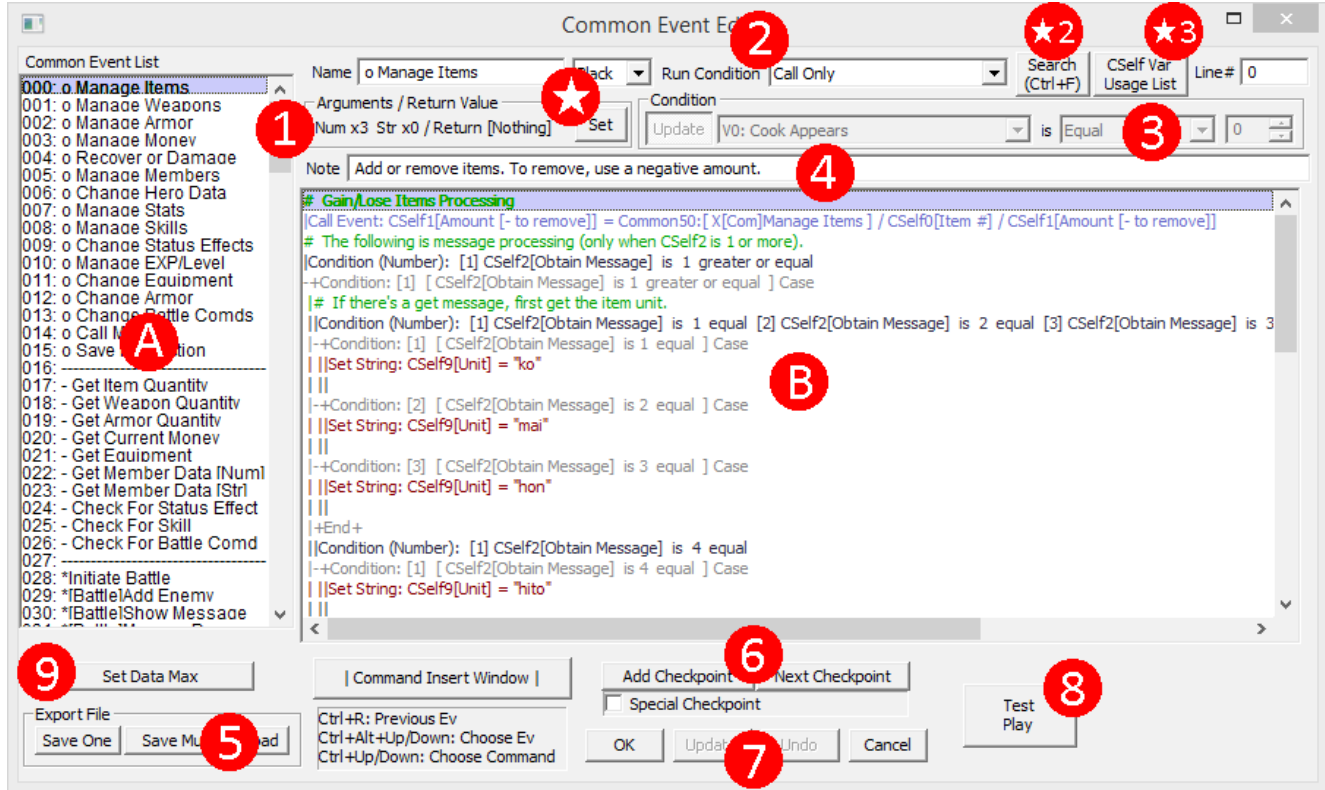 Common Event Ed
2
★2
★3
Common Event List
Name o Manage Items Black Run Condition Call Only Search (Ctrl+F) CSelf Var Usage List Line# 0
★
1
Arguments / Return Value
Num x3 Str x0 / Return [Nothing] Set
Condition
Update V0: Cook Appears is Equal 0
3
4
Note Add or remove items. To remove, use a negative amount.
000: o Manage Items
001: o Manage Weapons
002: o Manage Armor
003: o Manage Money
004: o Recover or Damage
005: o Manage Members
006: o Change Hero Data
007: o Manage Stats
008: o Manage Skills
009: o Change Status Effects
010: o Manage EXP/Level
011: o Change Equipment
012: o Change Armor
013: o Change Battle Comds
014: o Call M
015: o Save tion
016: ----------------------------------
017: - Get Item Quantity
018: - Get Weapon Quantity
019: - Get Armor Quantity
020: - Get Current Money
021: - Get Equipment
022: - Get Member Data [Num]
023: - Get Member Data [Str]
024: - Check For Status Effect
025: - Check For Skill
026: - Check For Battle Comd
027: ----------------------------------
028: *Initiate Battle
029: *[Battle]Add Enemy
030: *[Battle]Show Message
A
# Gain/Lose Items Processing
|Call Event: CSelf1[Amount [- to remove]] = Common50:[ X[Com]Manage Items ] / CSelf0[Item #] / CSelf1[Amount [- to remove]]
# The following is message processing (only when CSelf2 is 1 or more).
|Condition (Number): [1] CSelf2[Obtain Message] is 1 greater or equal
-+Condition: [1] [ CSelf2[Obtain Message] is 1 greater or equal ] Case
|# If there's a get message, first get the item unit.
||Condition (Number): [1] CSelf2[Obtain Message] is 1 equal [2] CSelf2[Obtain Message] is 2 equal [3] CSelf2[Obtain Message] is 3
|-+Condition: [1] [ CSelf2[Obtain Message] is 1 equal ] Case
| ||Set String: CSelf9[Unit] = "ko"
| ||
|-+Condition: [2] [ CSelf2[Obtain Message] is 2 equal ] Case
| ||Set String: CSelf9[Unit] = "mai"
| ||
|-+Condition: [3] [ CSelf2[Obtain Message] is 3 equal ] Case
| ||Set String: CSelf9[Unit] = "hon"
| ||
|+End+
||Condition (Number): [1] CSelf2[Obtain Message] is 4 equal
|-+Condition: [1] [ CSelf2[Obtain Message] is 4 equal ] Case
| ||Set String: CSelf9[Unit] = "hito"
| ||
B
9
Set Data Max
Export File
Save One Save Mu ad
5
| Command Insert Window |
Ctrl+R: Previous Ev
Ctrl+Alt+Up/Down: Choose Ev
Ctrl+Up/Down: Choose Command
6
Add Checkpoint Next Checkpoint
Special Checkpoint
OK Update Undo Cancel
7
Test
Play
8